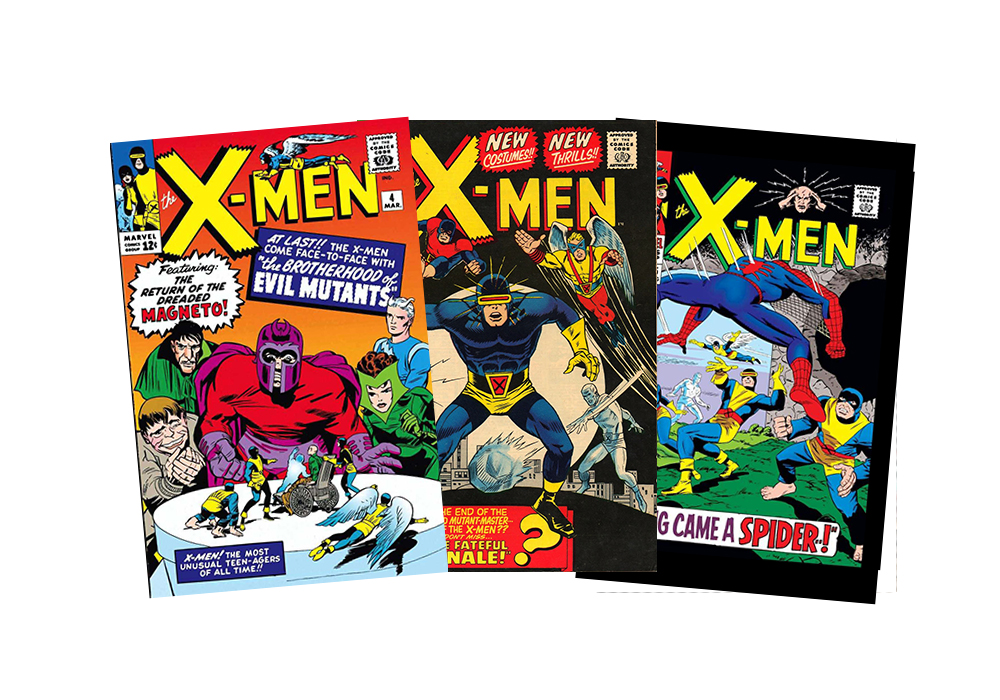 APPROVED
BY THE
COMICS
CODE
AUTHORITY
the X-MEN
MARVEL
COMICS
GROUP 12¢
IND.
4
MAR.
AT LAST!! THE X-MEN
COME FACE-TO-FACE WITH
"the BROTHERHOOD of
EVIL MUTANTS"
Featuring:
THE
RETURN OF THE
DREADED
MAGNETO!
X-MEN! THE MOST
UNUSUAL TEEN-AGERS
OF ALL TIME!!
NEW
COSTUMES!!
NEW
THRILLS!!
APPROVED
BY THE
COMICS
CODE
AUTHORITY
the X-MEN
X
THE END OF THE
MUTANT-MASTER--
THE X-MEN??
DON'T MISS...
FATEFUL
NALE!"
?
APPROVED
BY THE
COMICS
CODE
AUTHORITY
the X-MEN
G CAME A SPIDER..!"